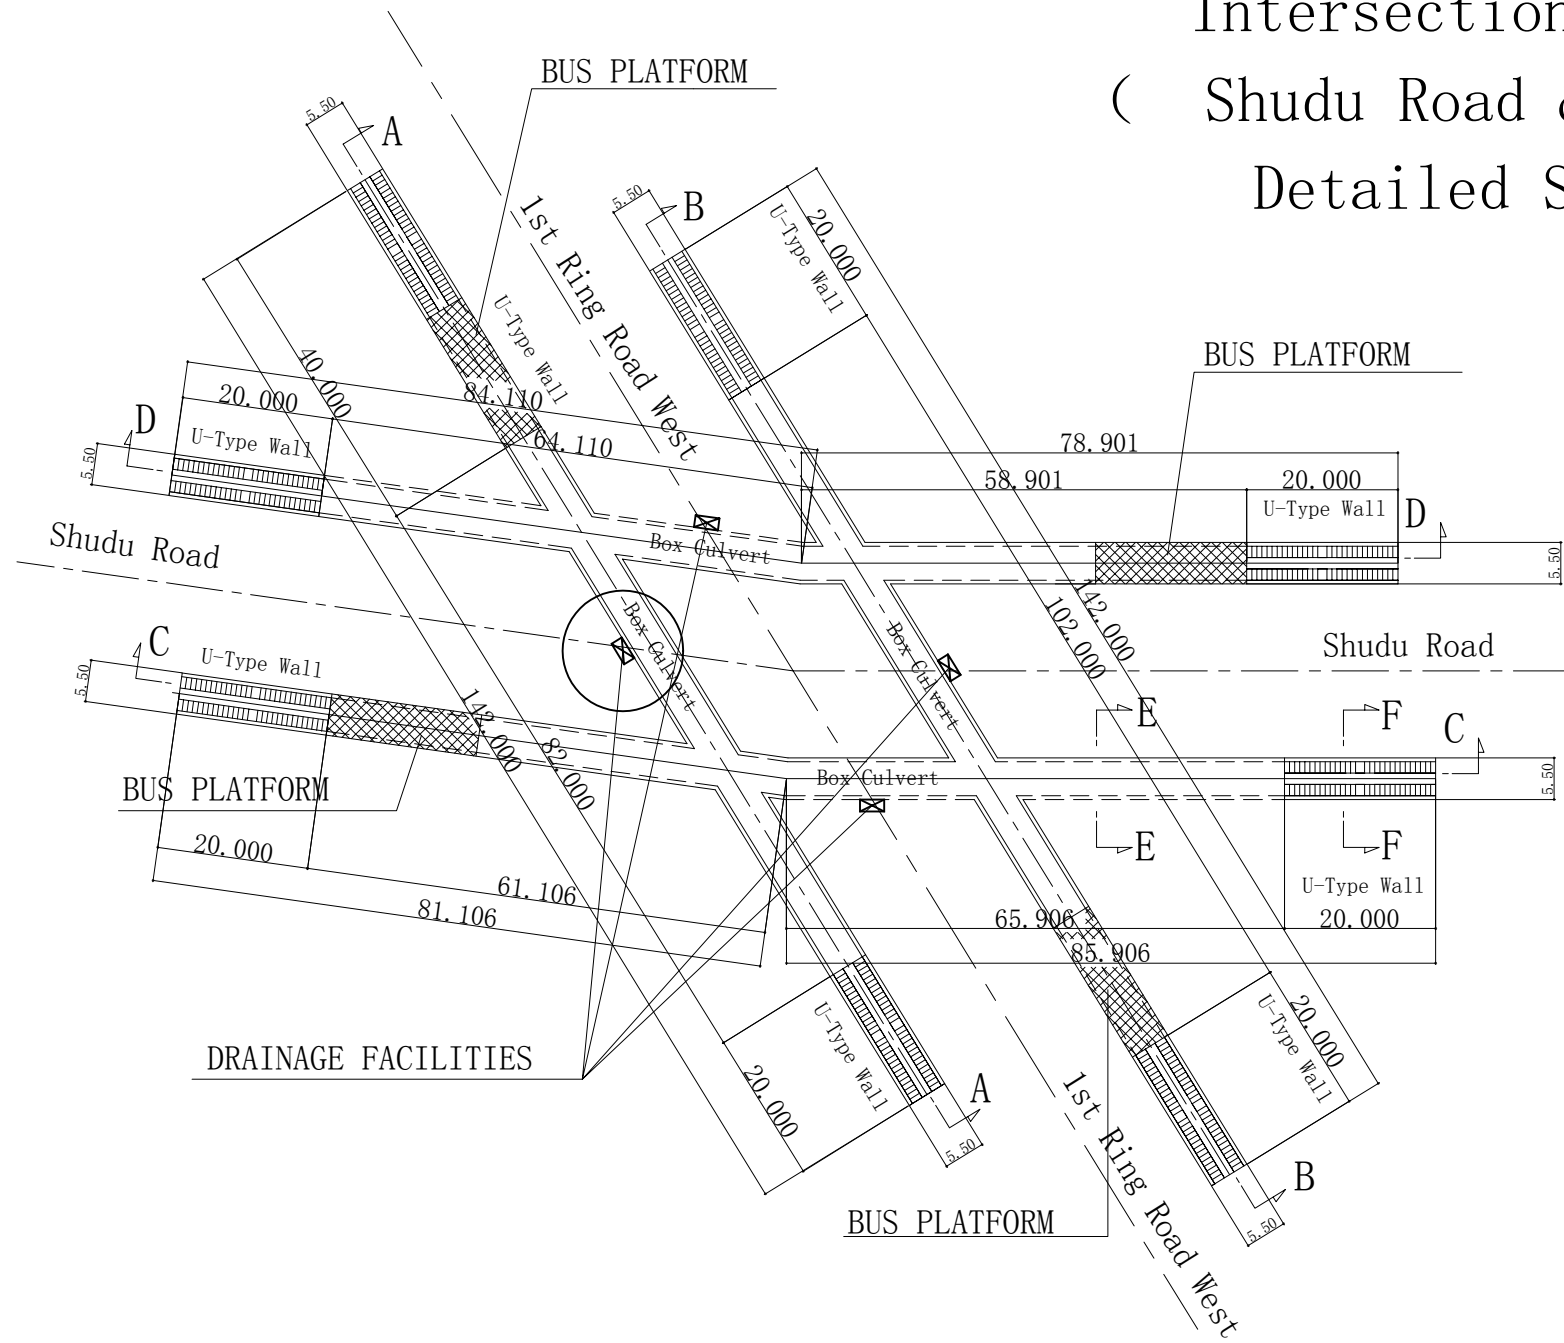 Intersection
( Shudu Road &
Detailed S
BUS PLATFORM
5.50
A
5.50
B
1st Ring Road West
U-Type Wall
20.000
U-Type Wall
40.000
BUS PLATFORM
84.110
20.000
64.110
D
U-Type Wall
5.50
78.901
58.901
20.000
U-Type Wall
D
5.50
Shudu Road
Box Culvert
Box Culvert
Box Culvert
142.000
102.000
Shudu Road
C
U-Type Wall
5.50
142.000
82.000
E
F
C
Box Culvert
5.50
BUS PLATFORM
20.000
61.106
81.106
E
F
U-Type Wall
65.906
20.000
85.906
DRAINAGE FACILITIES
U-Type Wall
20.000
A
5.50
U-Type Wall
20.000
1st Ring Road West
B
5.50
BUS PLATFORM